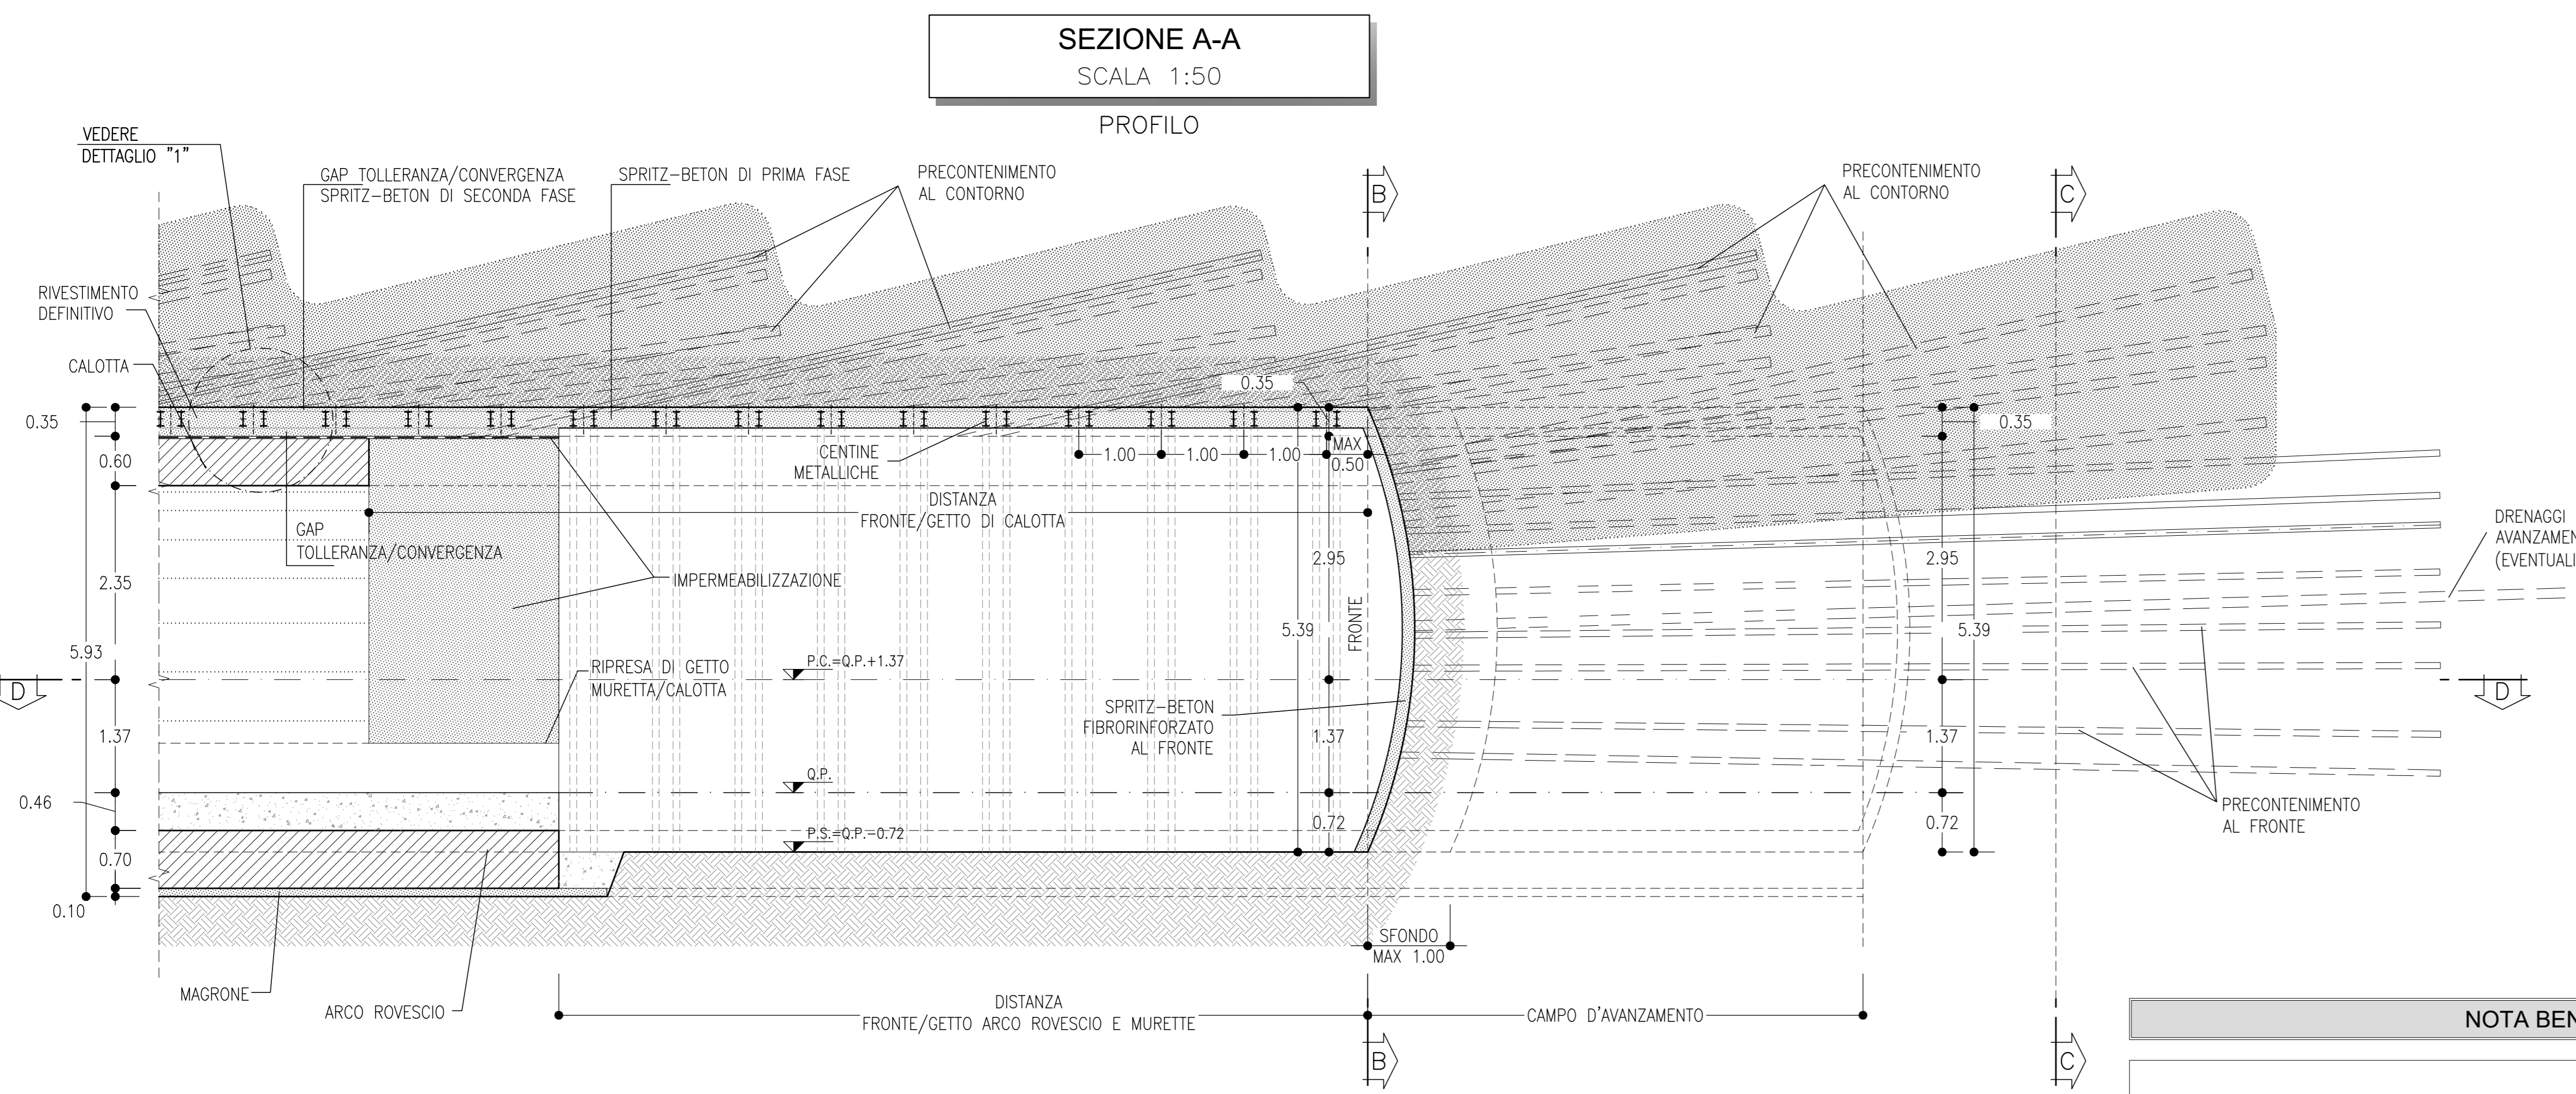 SEZIONE A-A
SCALA 1:50
PROFILO
VEDERE
DETTAGLIO "1"
GAP TOLLERANZA/CONVERGENZA
SPRITZ-BETON DI SECONDA FASE
SPRITZ-BETON DI PRIMA FASE
PRECONTENIMENTO
AL CONTORNO
B
PRECONTENIMENTO
AL CONTORNO
C
RIVESTIMENTO
DEFINITIVO
CALOTTA
0.35
0.60
2.35
5.93
1.37
0.46
0.70
0.10
D
GAP
TOLLERANZA/CONVERGENZA
CENTINE
METALLICHE
0.35
1.00
1.00
1.00
MAX
0.50
DISTANZA
FRONTE/GETTO DI CALOTTA
IMPERMEABILIZZAZIONE
RIPRESA DI GETTO
MURETTA/CALOTTA
P.C.=Q.P.+1.37
Q.P.
P.S.=Q.P.-0.72
2.95
5.39
FRONTE
1.37
0.72
SPRITZ-BETON
FIBRORINFORZATO
AL FRONTE
0.35
2.95
5.39
1.37
0.72
DRENAGGI
AVANZAMEN
(EVENTUALI
D
PRECONTENIMENTO
AL FRONTE
SFONDO
MAX 1.00
MAGRONE
ARCO ROVESCIO
DISTANZA
FRONTE/GETTO ARCO ROVESCIO E MURETTE
CAMPO D'AVANZAMENTO
B
C
NOTA BEN